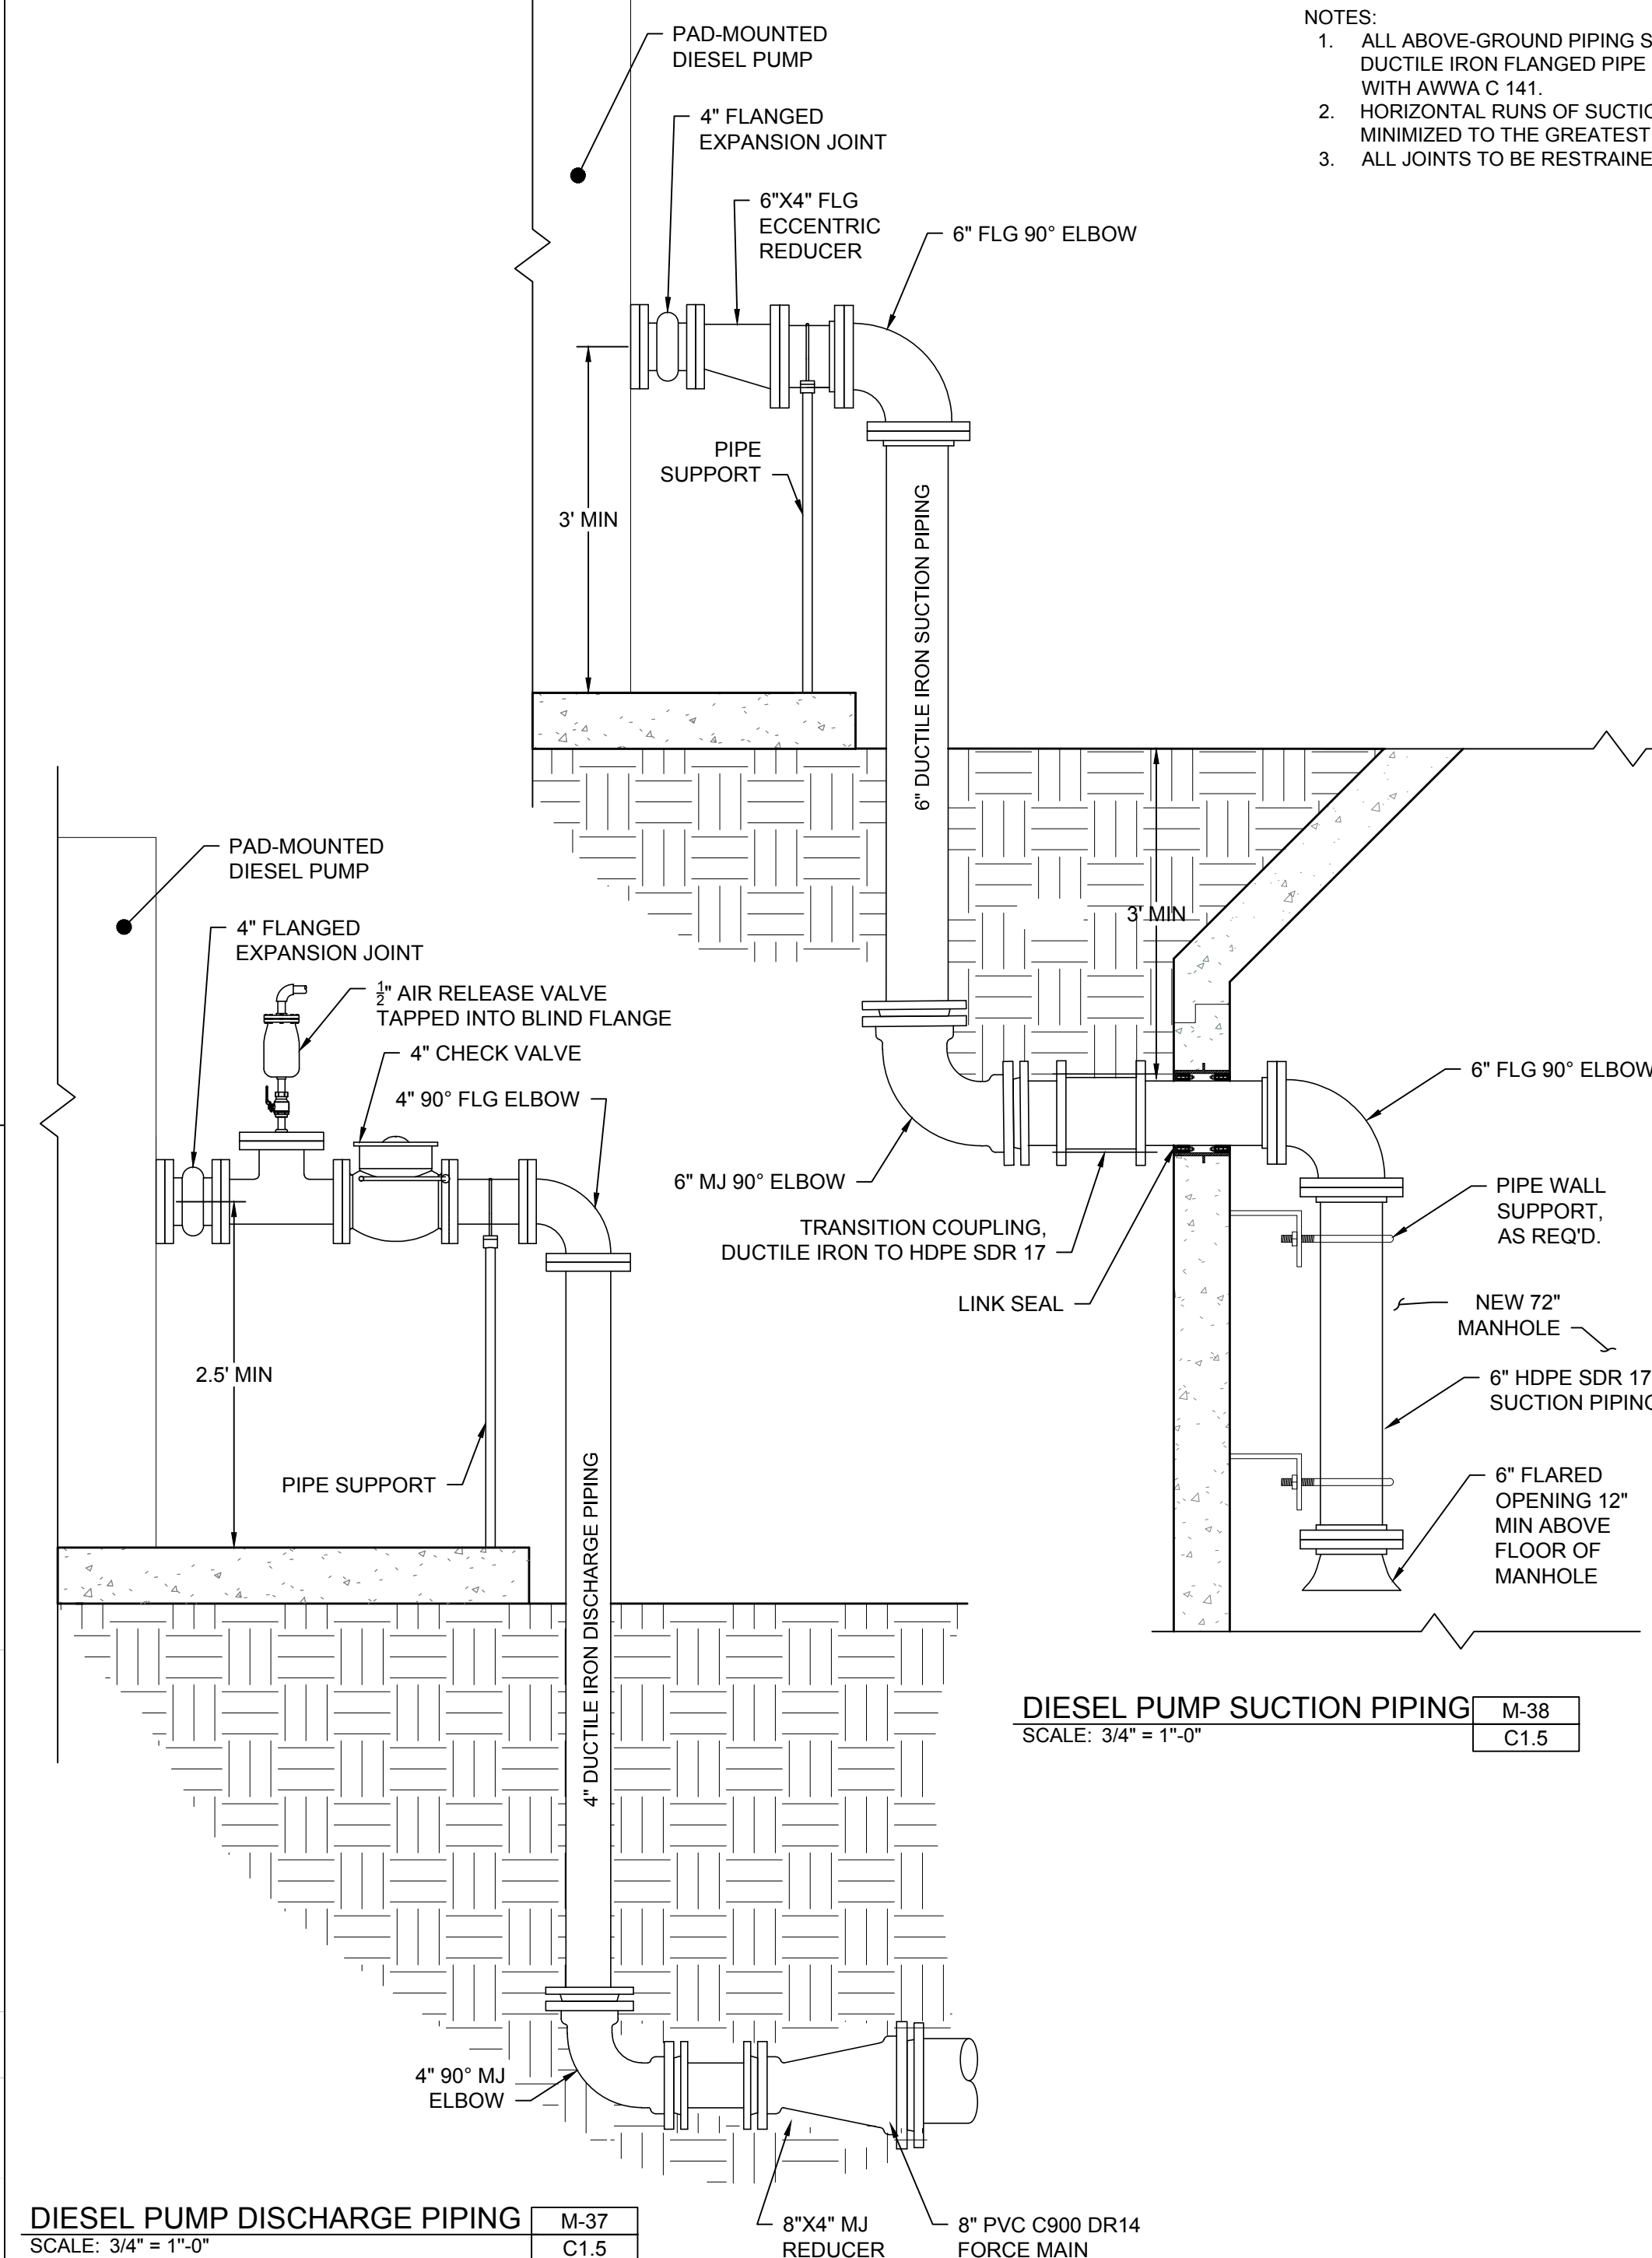 NOTES:
1. ALL ABOVE-GROUND PIPING S
DUCTILE IRON FLANGED PIPE
WITH AWWA C 141.
2. HORIZONTAL RUNS OF SUCTIO
MINIMIZED TO THE GREATEST
3. ALL JOINTS TO BE RESTRAINE
PAD-MOUNTED
DIESEL PUMP
4" FLANGED
EXPANSION JOINT
6"X4" FLG
ECCENTRIC
REDUCER
6" FLG 90° ELBOW
PIPE
SUPPORT
3' MIN
6" DUCTILE IRON SUCTION PIPING
3' MIN
6" FLG 90° ELBOW
6" MJ 90° ELBOW
TRANSITION COUPLING,
DUCTILE IRON TO HDPE SDR 17
LINK SEAL
PIPE WALL
SUPPORT,
AS REQ'D.
NEW 72"
MANHOLE
6" HDPE SDR 17
SUCTION PIPING
6" FLARED
OPENING 12"
MIN ABOVE
FLOOR OF
MANHOLE
DIESEL PUMP SUCTION PIPING
M-38
SCALE: 3/4" = 1"-0"
C1.5
PAD-MOUNTED
DIESEL PUMP
4" FLANGED
EXPANSION JOINT
½" AIR RELEASE VALVE
TAPPED INTO BLIND FLANGE
4" CHECK VALVE
4" 90° FLG ELBOW
2.5' MIN
PIPE SUPPORT
4" DUCTILE IRON DISCHARGE PIPING
4" 90° MJ
ELBOW
8"X4" MJ
REDUCER
8" PVC C900 DR14
FORCE MAIN
DIESEL PUMP DISCHARGE PIPING
M-37
SCALE: 3/4" = 1"-0"
C1.5